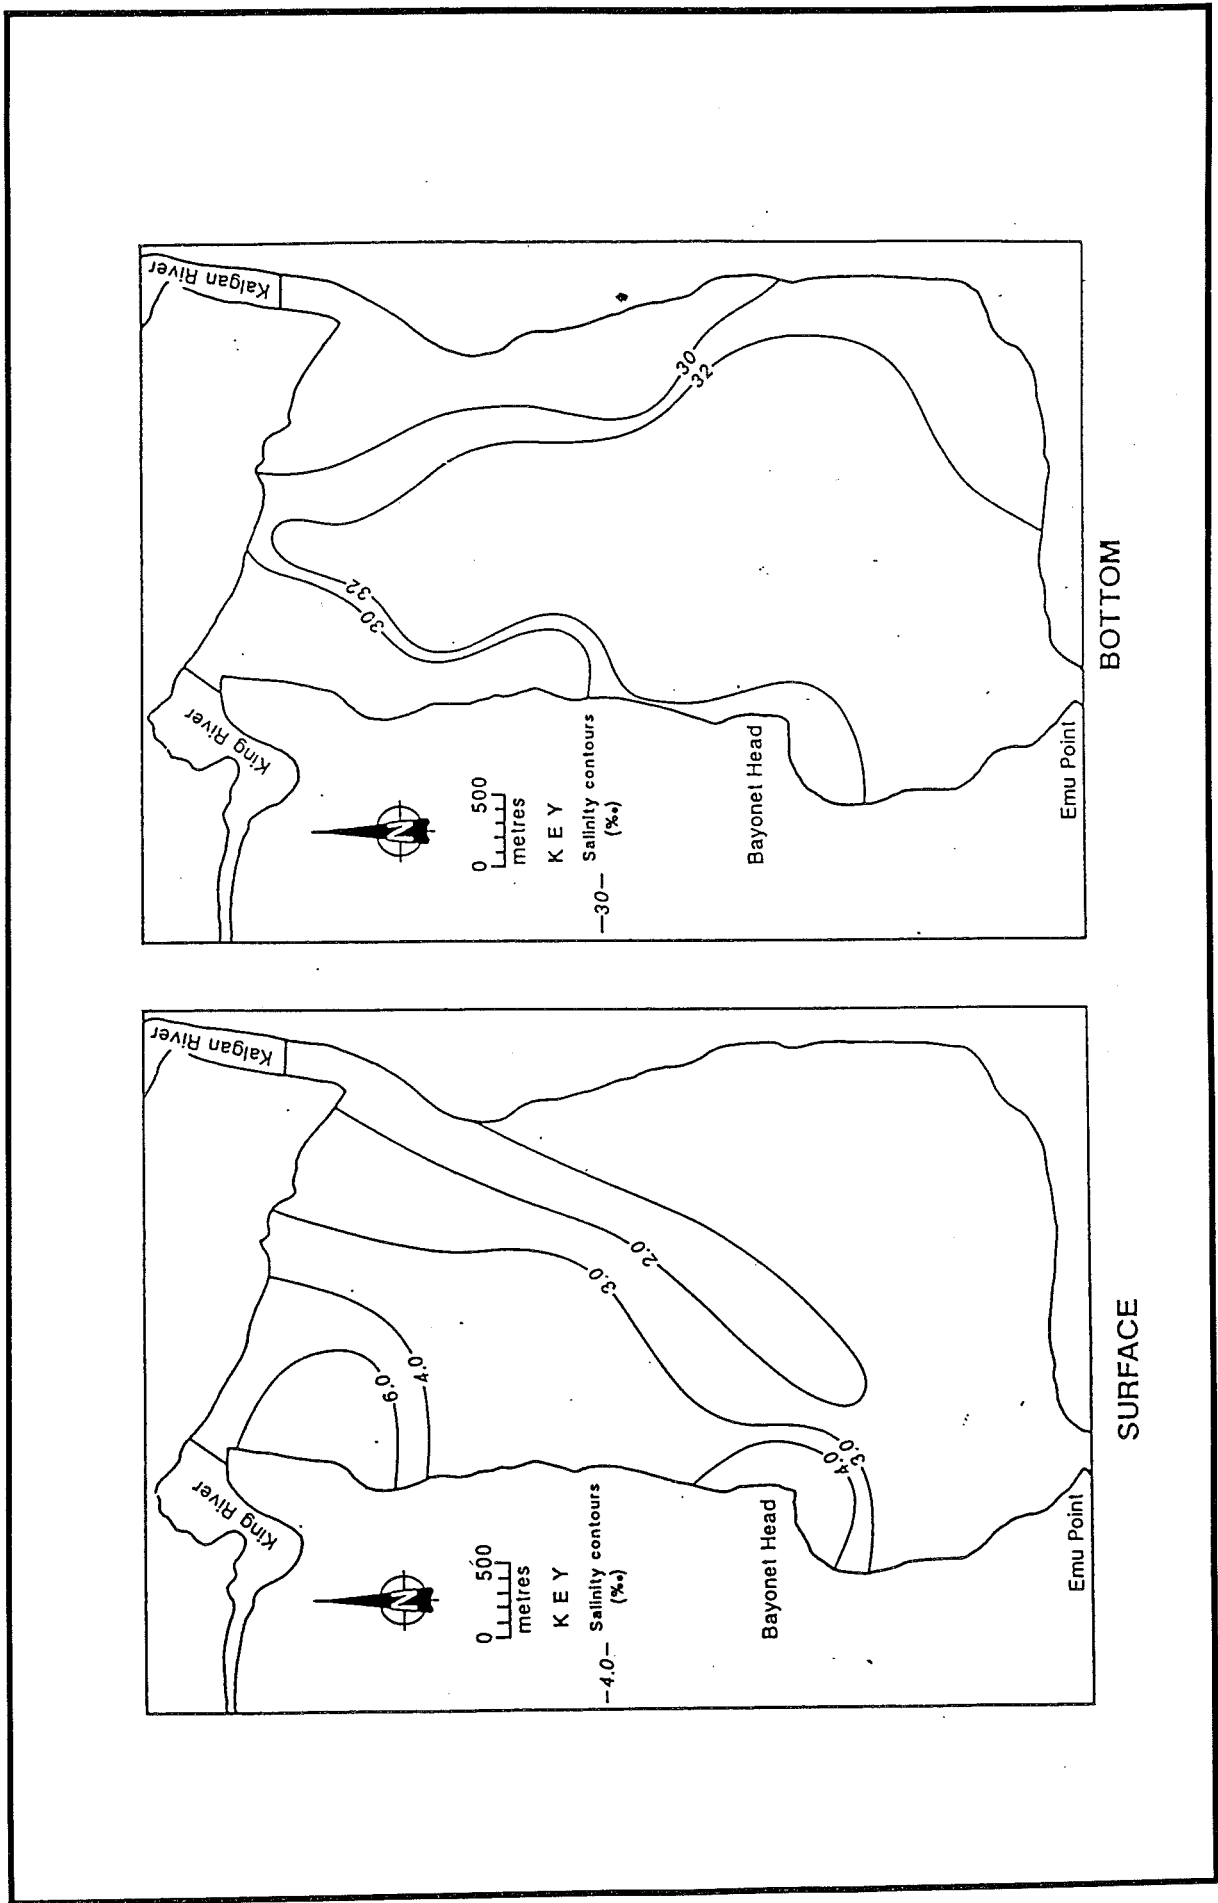 Kalgan River
King River
N
0 500
metres
KEY
—4.0— Salinity contours
(‰)
6.0
4.0
3.0
2.0
4.0
3.0
Bayonet Head
Emu Point
SURFACE
Kalgan River
King River
N
0 500
metres
KEY
—30— Salinity contours
(‰)
32
30
30
32
Bayonet Head
Emu Point
BOTTOM